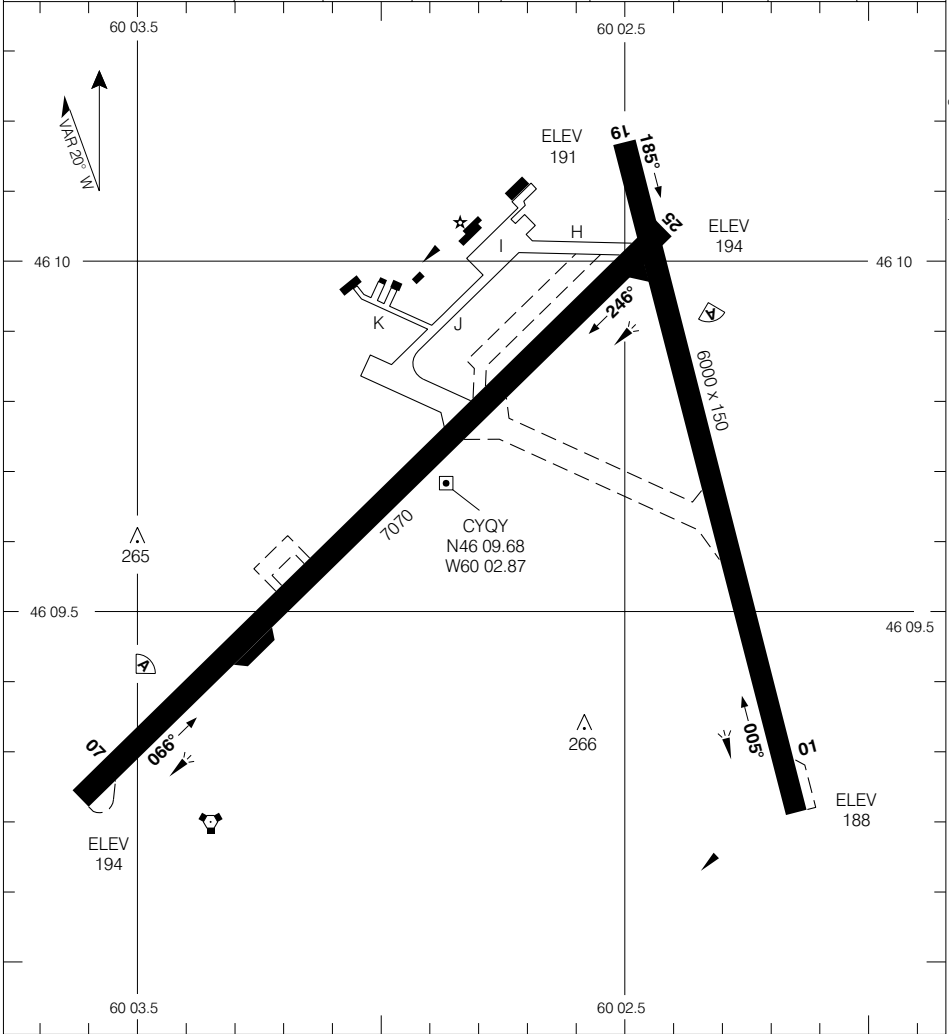 60 03.5
60 02.5
VAR 20° W
ELEV
191
19
185°
25
ELEV
194
H
I
46 10
46 10
K
J
246°
A
6000 x 150
7070
CYQY
N46 09.68
W60 02.87
265
46 09.5
46 09.5
A
266
07
066°
005°
01
ELEV
188
ELEV
194
60 03.5
60 02.5